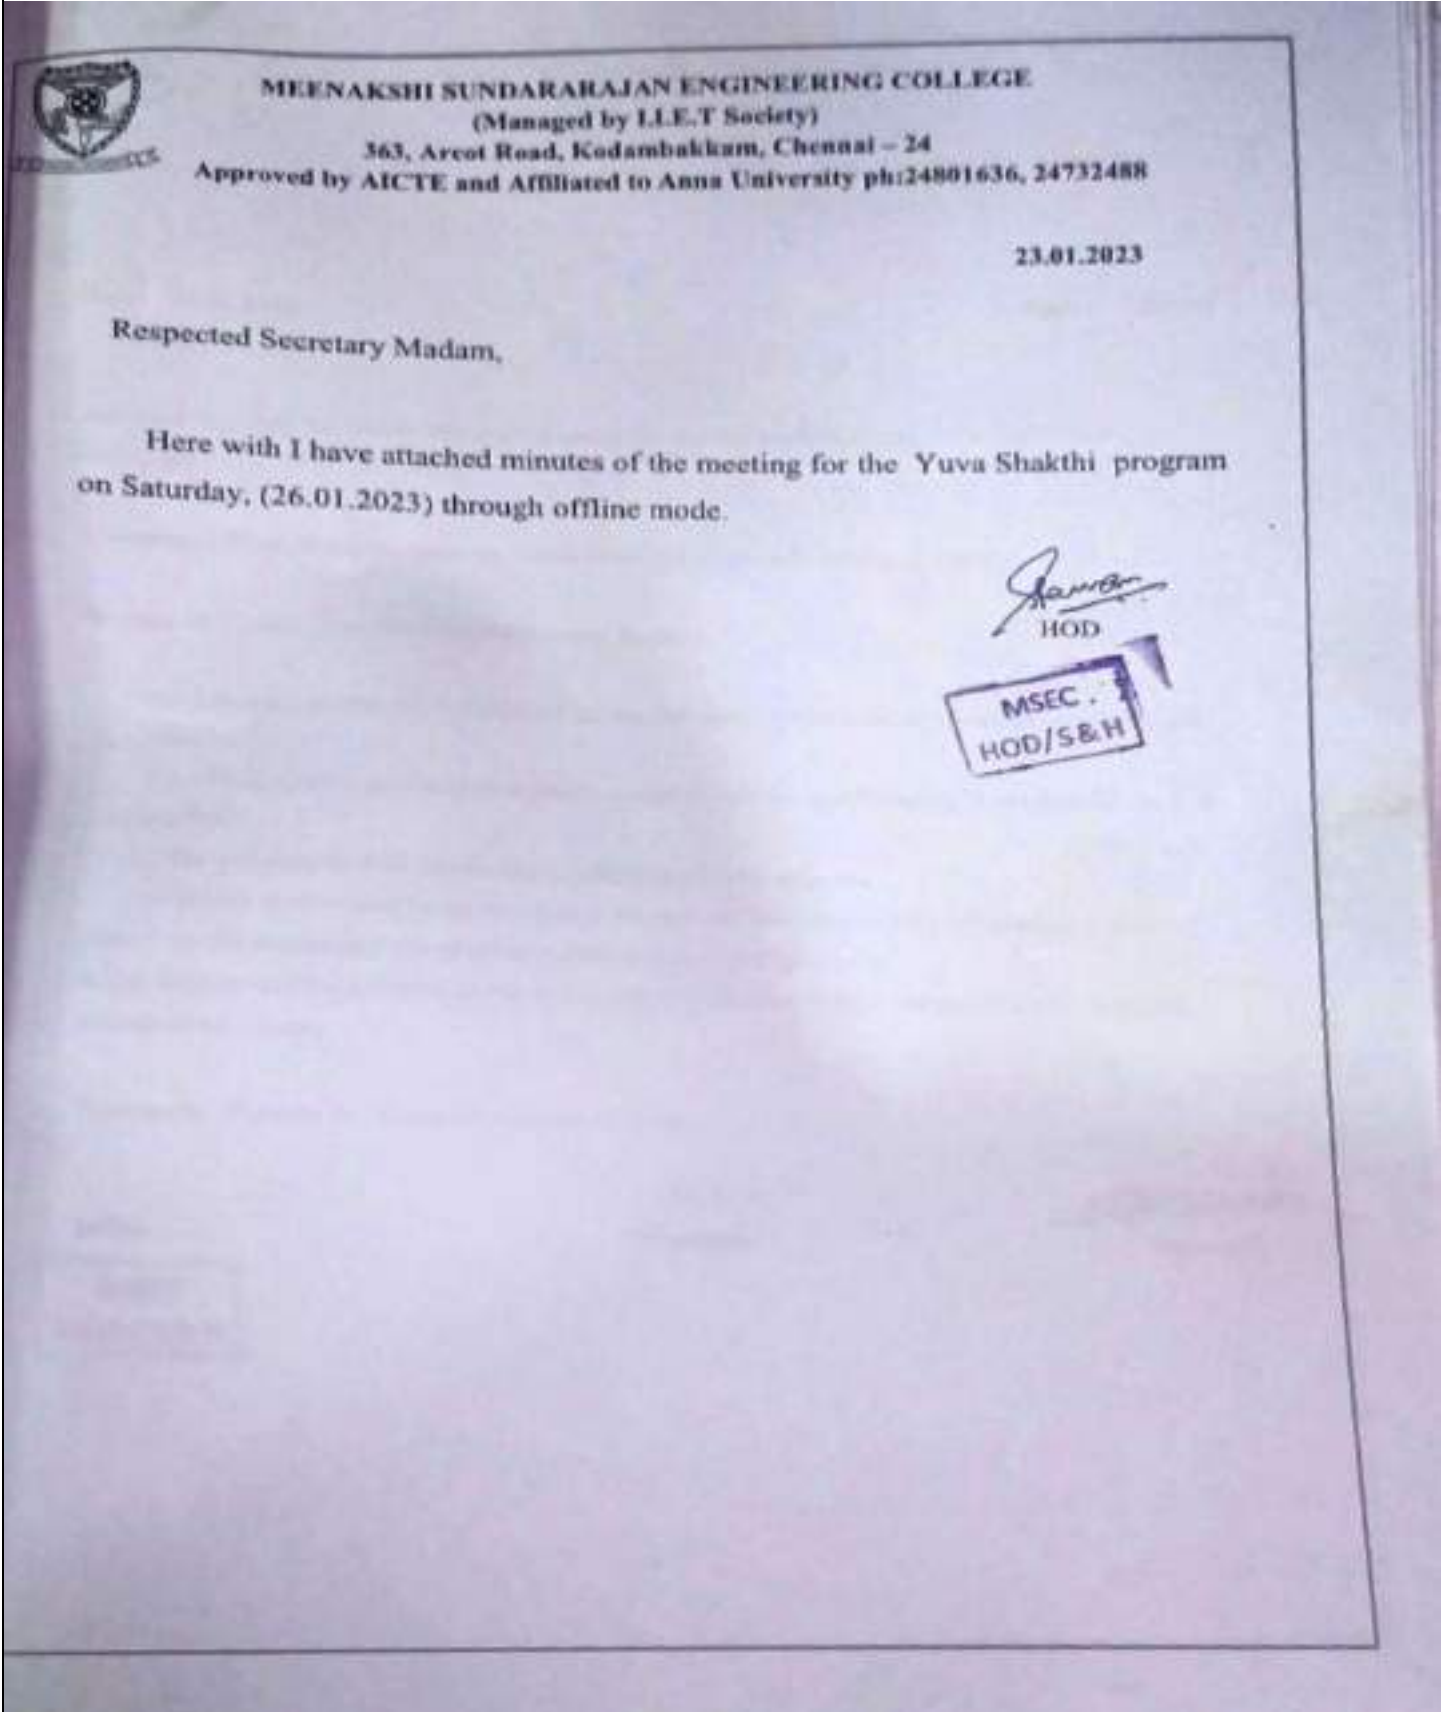 MEENAKSHI SUNDARARAJAN ENGINEERING COLLEGE
(Managed by I.I.E.T Society)
363, Arcot Road, Kodambakkam, Chennai – 24
Approved by AICTE and Affiliated to Anna University ph:24801636, 24732488
23.01.2023
Respected Secretary Madam,
Here with I have attached minutes of the meeting for the Yuva Shakthi program
on Saturday, (26.01.2023) through offline mode.
HOD
MSEC .
HOD/S&H